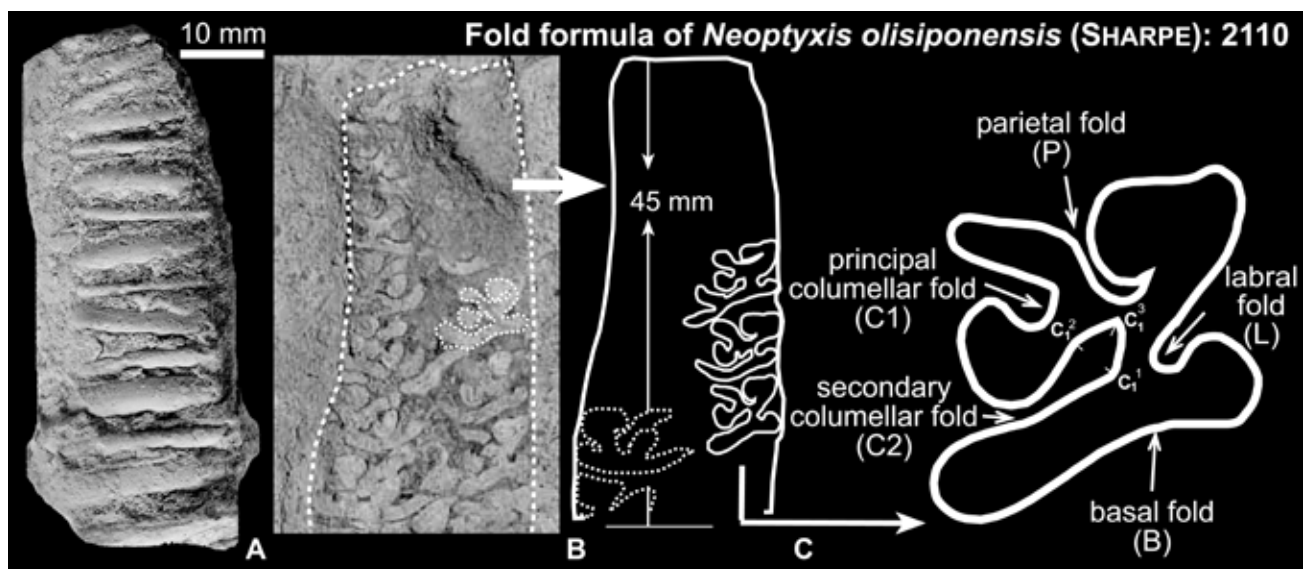 10 mm
Fold formula of Neoptyxis olisiponensis (SHARPE): 2110
45 mm
parietal fold
(P)
principal
columellar fold
(C1)
labral
fold
(L)
C₁²
C₁³
C₁¹
secondary
columellar fold
(C2)
basal fold
(B)
A
B
C